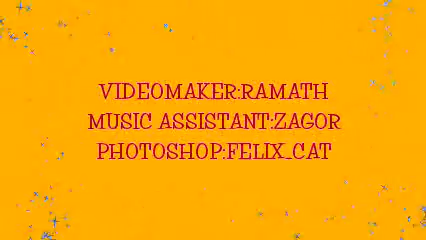 VIDEOMAKER:RAMATH
MUSIC ASSISTANT:ZAGOR
PHOTOSHOP:FELIX_CAT